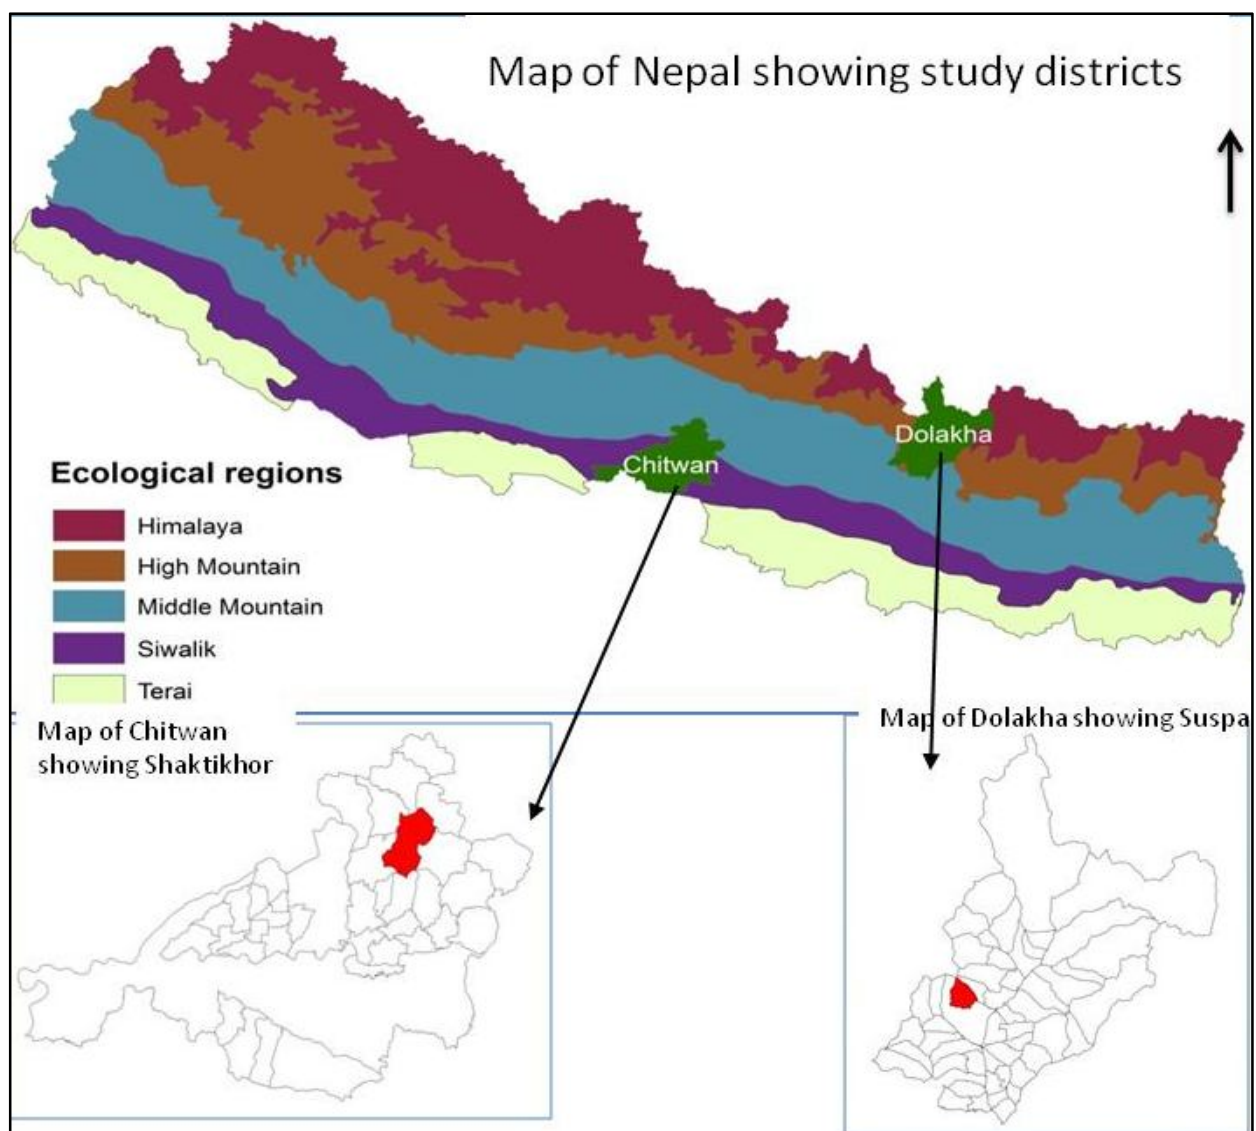 Map of Nepal showing study districts
Dolakha
Chitwan
Ecological regions
Himalaya
High Mountain
Middle Mountain
Siwalik
Terai
Map of Chitwan
showing Shaktikhor
Map of Dolakha showing Suspa